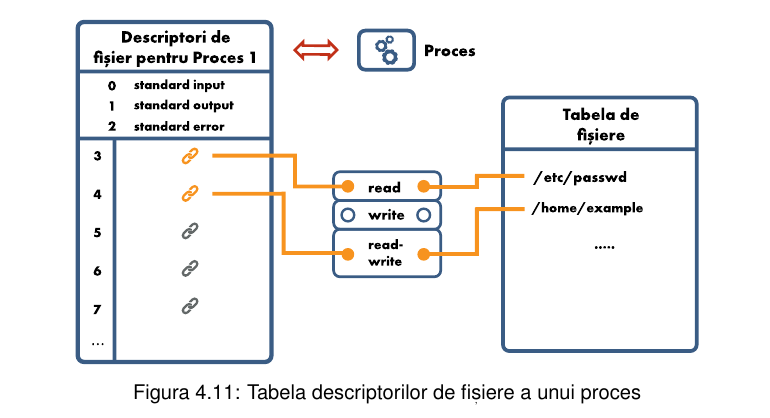 Descriptori de
fișier pentru Proces 1
Proces
0 standard input
1 standard output
2 standard error
3
4
5
6
7
...
read
write
read-
write
Tabela de
fișiere
/etc/passwd
/home/example
.....
Figura 4.11: Tabela descriptorilor de fișiere a unui proces